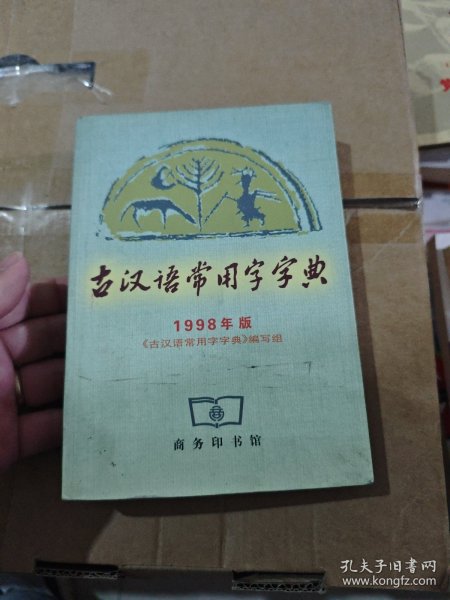 古汉语常用字字典
1998年版
《古汉语常用字字典》编写组
商务印书馆
孔夫子旧书网
www.kongfz.com